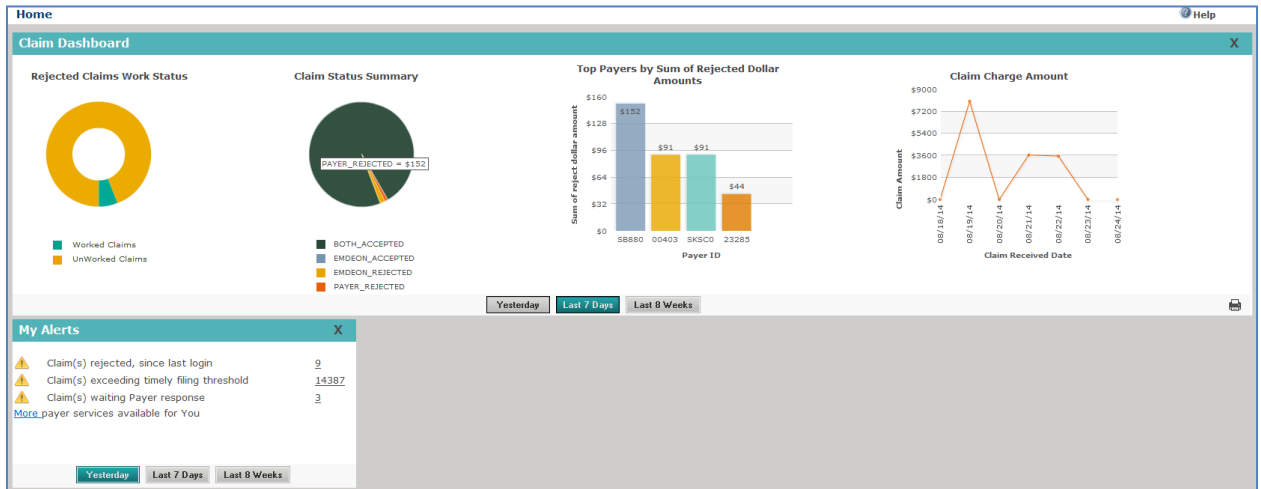 Home
Help
Claim Dashboard
X
Rejected Claims Work Status
Worked Claims
UnWorked Claims
Claim Status Summary
PAYER_REJECTED = $152
BOTH_ACCEPTED
EMDEON_ACCEPTED
EMDEON_REJECTED
PAYER_REJECTED
Top Payers by Sum of Rejected Dollar
Amounts
Sum of reject dollar amount
$160
$128
$96
$64
$32
$0
$152
$91
$91
$44
SB880 00403 SKSC0 23285
Payer ID
Claim Charge Amount
Claim Amount
$9000
$7200
$5400
$3600
$1800
$0
08/18/14
08/19/14
08/20/14
08/21/14
08/22/14
08/23/14
08/24/14
Claim Received Date
Yesterday Last 7 Days Last 8 Weeks
My Alerts
X
Claim(s) rejected, since last login 9
Claim(s) exceeding timely filing threshold 14387
Claim(s) waiting Payer response 3
More payer services available for You
Yesterday Last 7 Days Last 8 Weeks